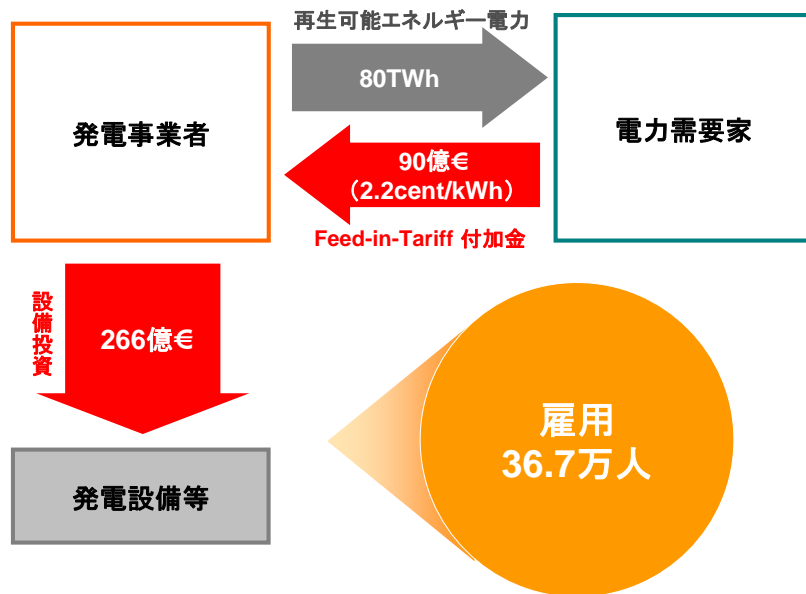 再生可能エネルギー電力
発電事業者
80TWh
電力需要家
90億€
（2.2cent/kWh）
Feed-in-Tariff 付加金
設備投資
266億€
雇用
36.7万人
発電設備等